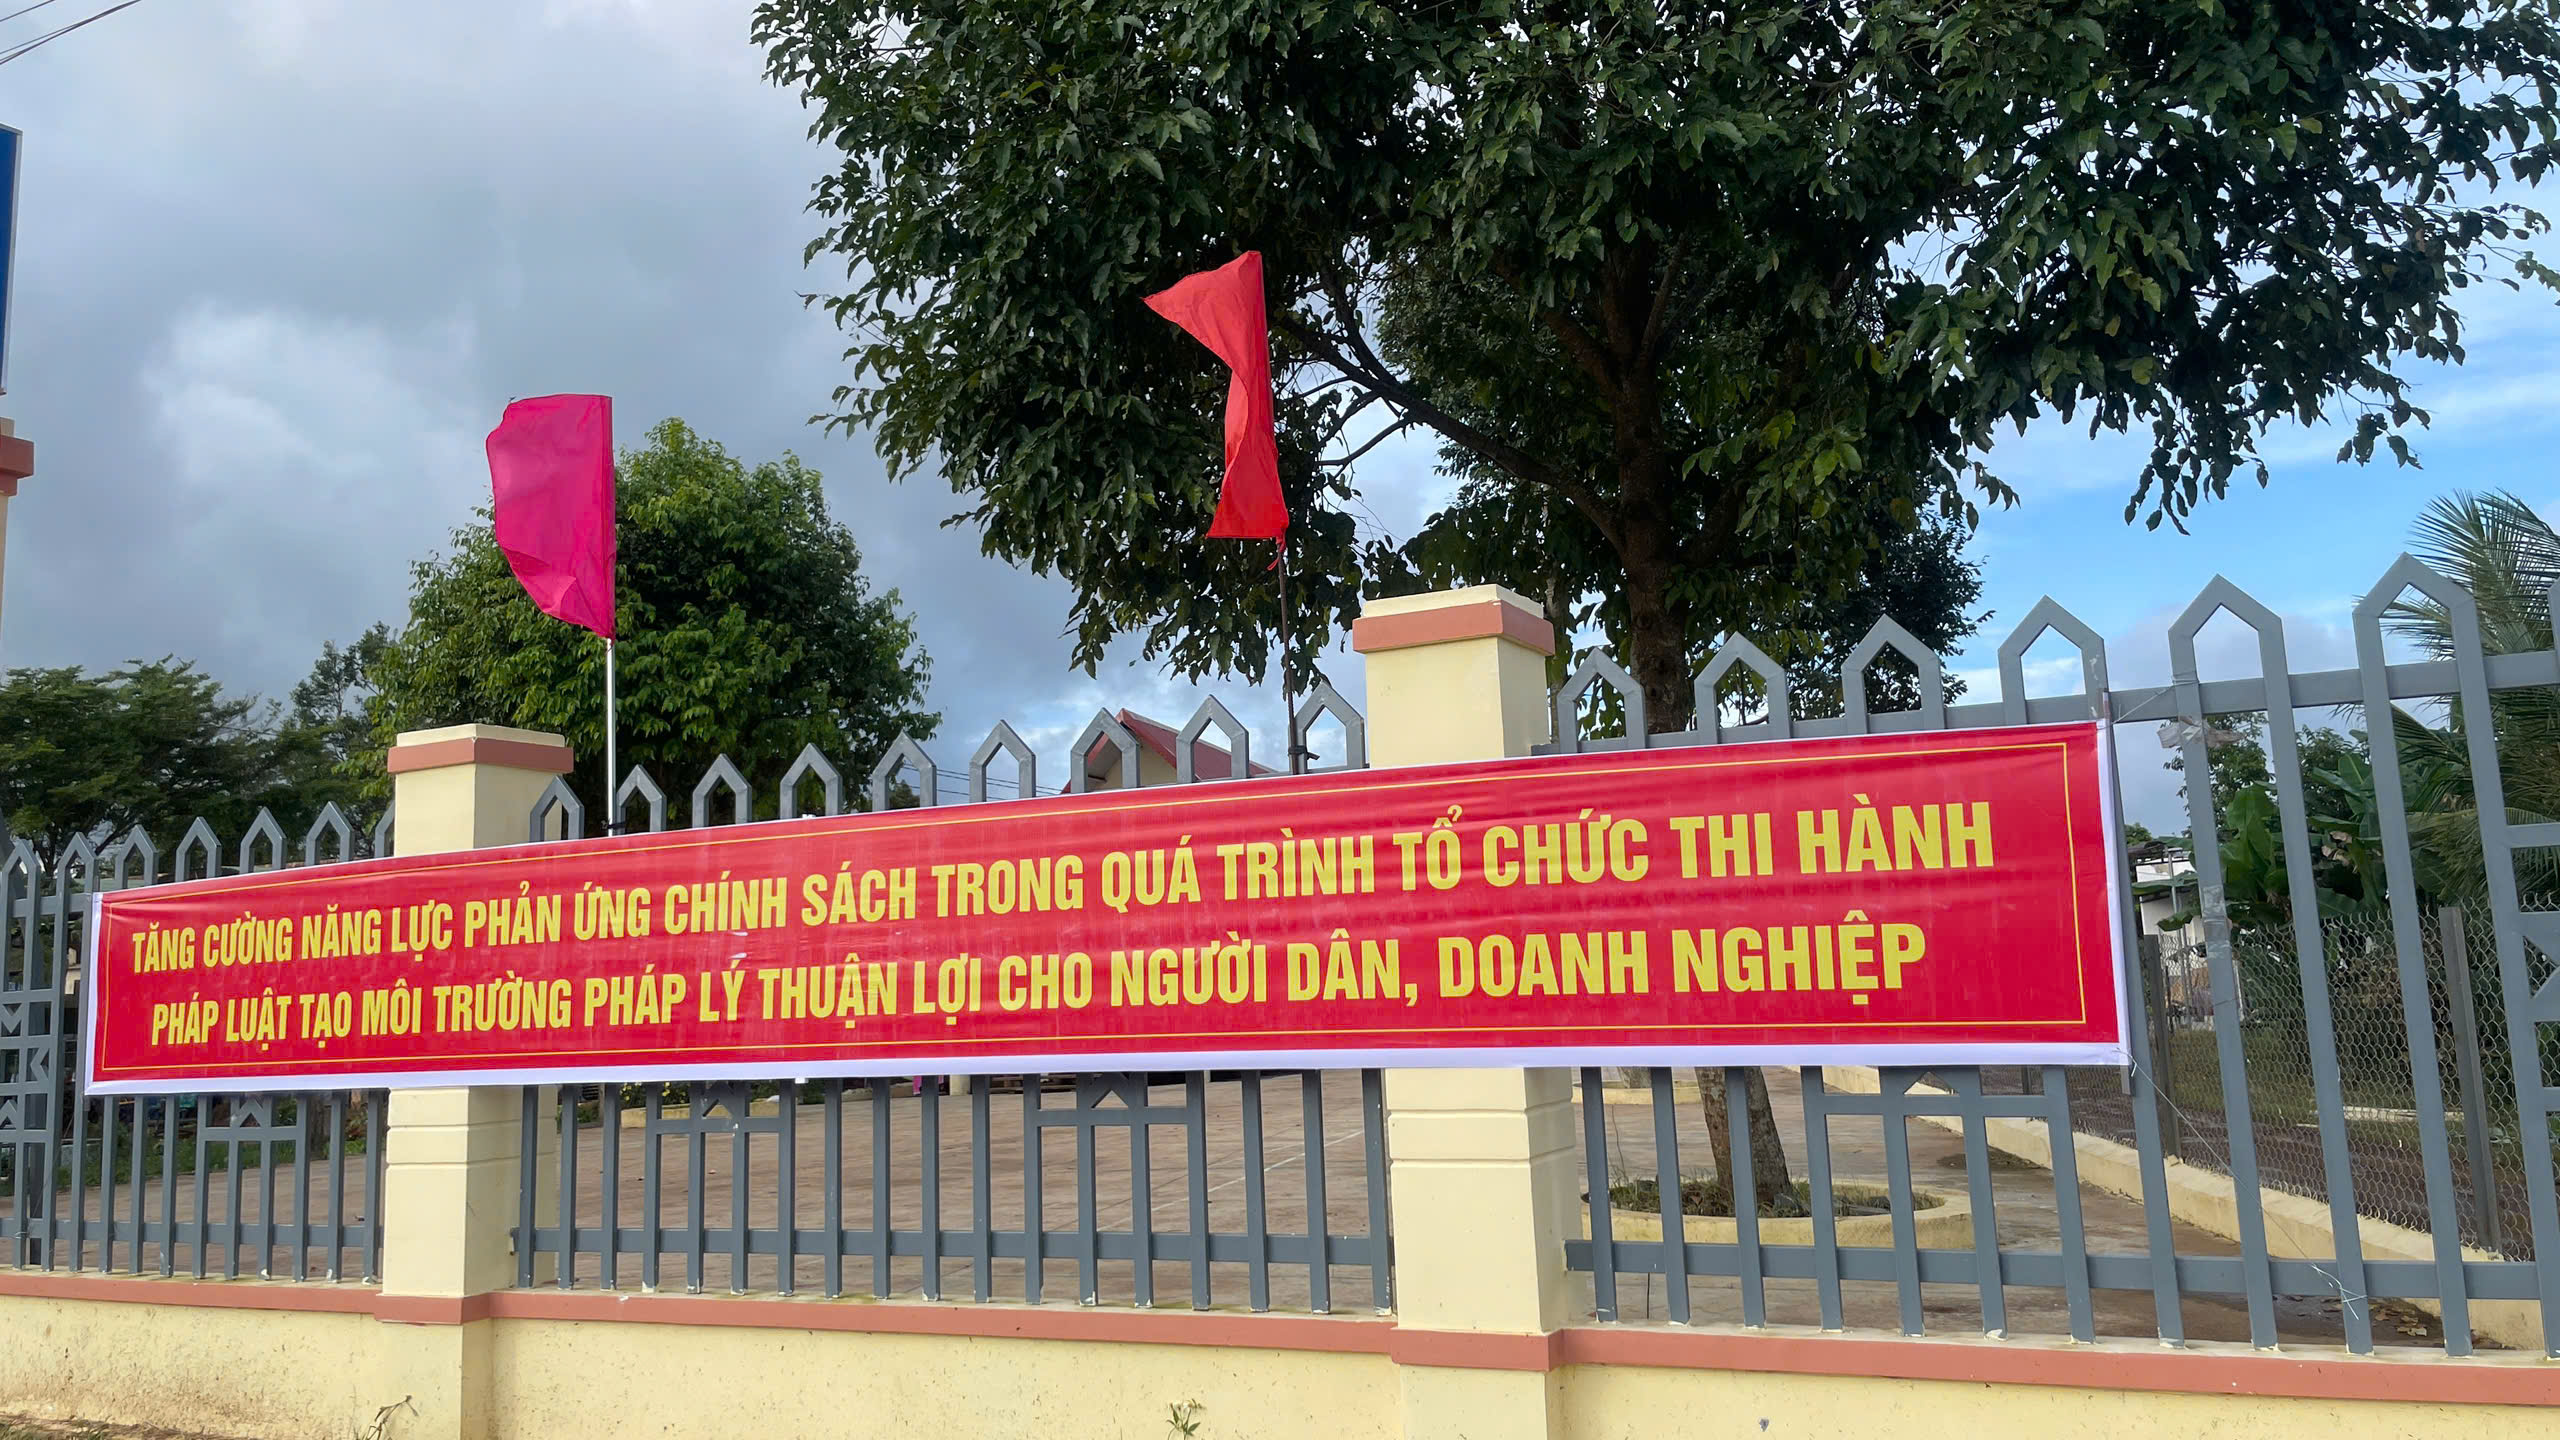 TĂNG CƯỜNG NĂNG LỰC PHẢN ỨNG CHÍNH SÁCH TRONG QUÁ TRÌNH TỔ CHỨC THI HÀNH
PHÁP LUẬT TẠO MÔI TRƯỜNG PHÁP LÝ THUẬN LỢI CHO NGƯỜI DÂN, DOANH NGHIỆP